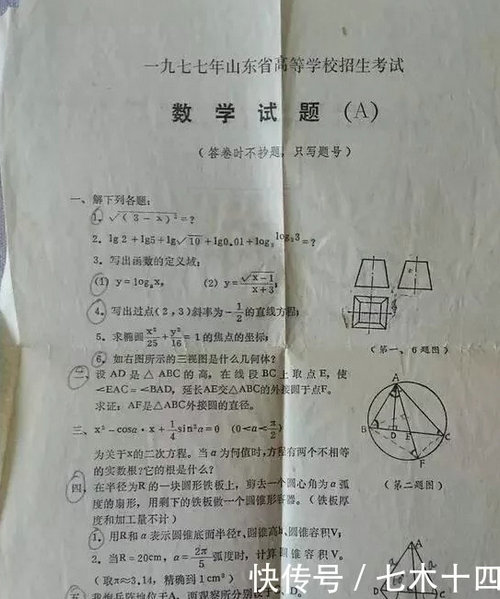 一九七七年山东省高等学校招生考试
数 学 试 题 (A)
(答卷时不抄题,只写题号)
一、解下列各题:
1. √(3-x)²=?
2. lg2+lg5+lg√10+lg0.01+log₃
3. 写出函数的定义域:
(1) y=logₐx, (2) y=√x-1/x+3;
4. 写出过点(2,3)斜率为-1/2的直线方程;
5. 求椭圆x²/25+y²/16=1的焦点的坐标;
6. 如右图所示的三视图是什么几何体?
(第一、6题图)
二、设AD是△ABC的高,在线段BC上取点E,使
∠EAC=∠BAD,延长AE交△ABC的外接圆于点F。
求证:AF是△ABC外接圆的直径。
A
B D E C
F
(第二题图)
三、x²-cosα·x+1/4sin²α=0 (0<α<π/2)
为关于x的二次方程。当α为何值时,方程有两个不相等
的实数根?它的根是什么?
四、在半径为R的一块圆形铁板上,剪去一个圆心角为α弧
度的扇形,用剩下的铁板做一个圆锥形容器。(铁板厚
度和加工量不计)
1. 用R和α表示圆锥底面半径r、圆锥高h、圆锥容积V;
2. 当R=20cm,α=2π/5弧度时,计算圆锥容积V。
(取π≈3.14,精确到1cm³)
A
快传号/七木十四